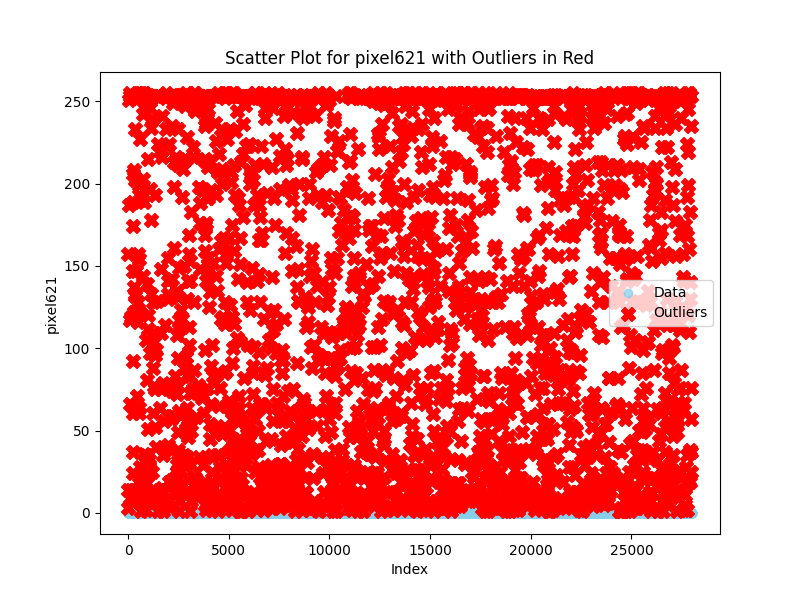 Scatter Plot for pixel621 with Outliers in Red
250
200
150
100
50
0
pixel621
Data
Outliers
0 5000 10000 15000 20000 25000
Index